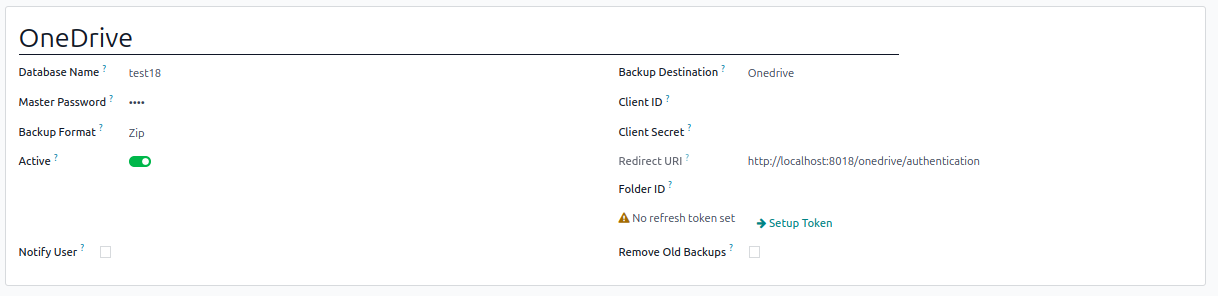 OneDrive
Database Name ? test18
Backup Destination ? Onedrive
Master Password ? ••••
Client ID ?
Backup Format ? Zip
Client Secret ?
Active ?
Redirect URI ? http://localhost:8018/onedrive/authentication
Folder ID ?
No refresh token set
Setup Token
Notify User ?
Remove Old Backups ?